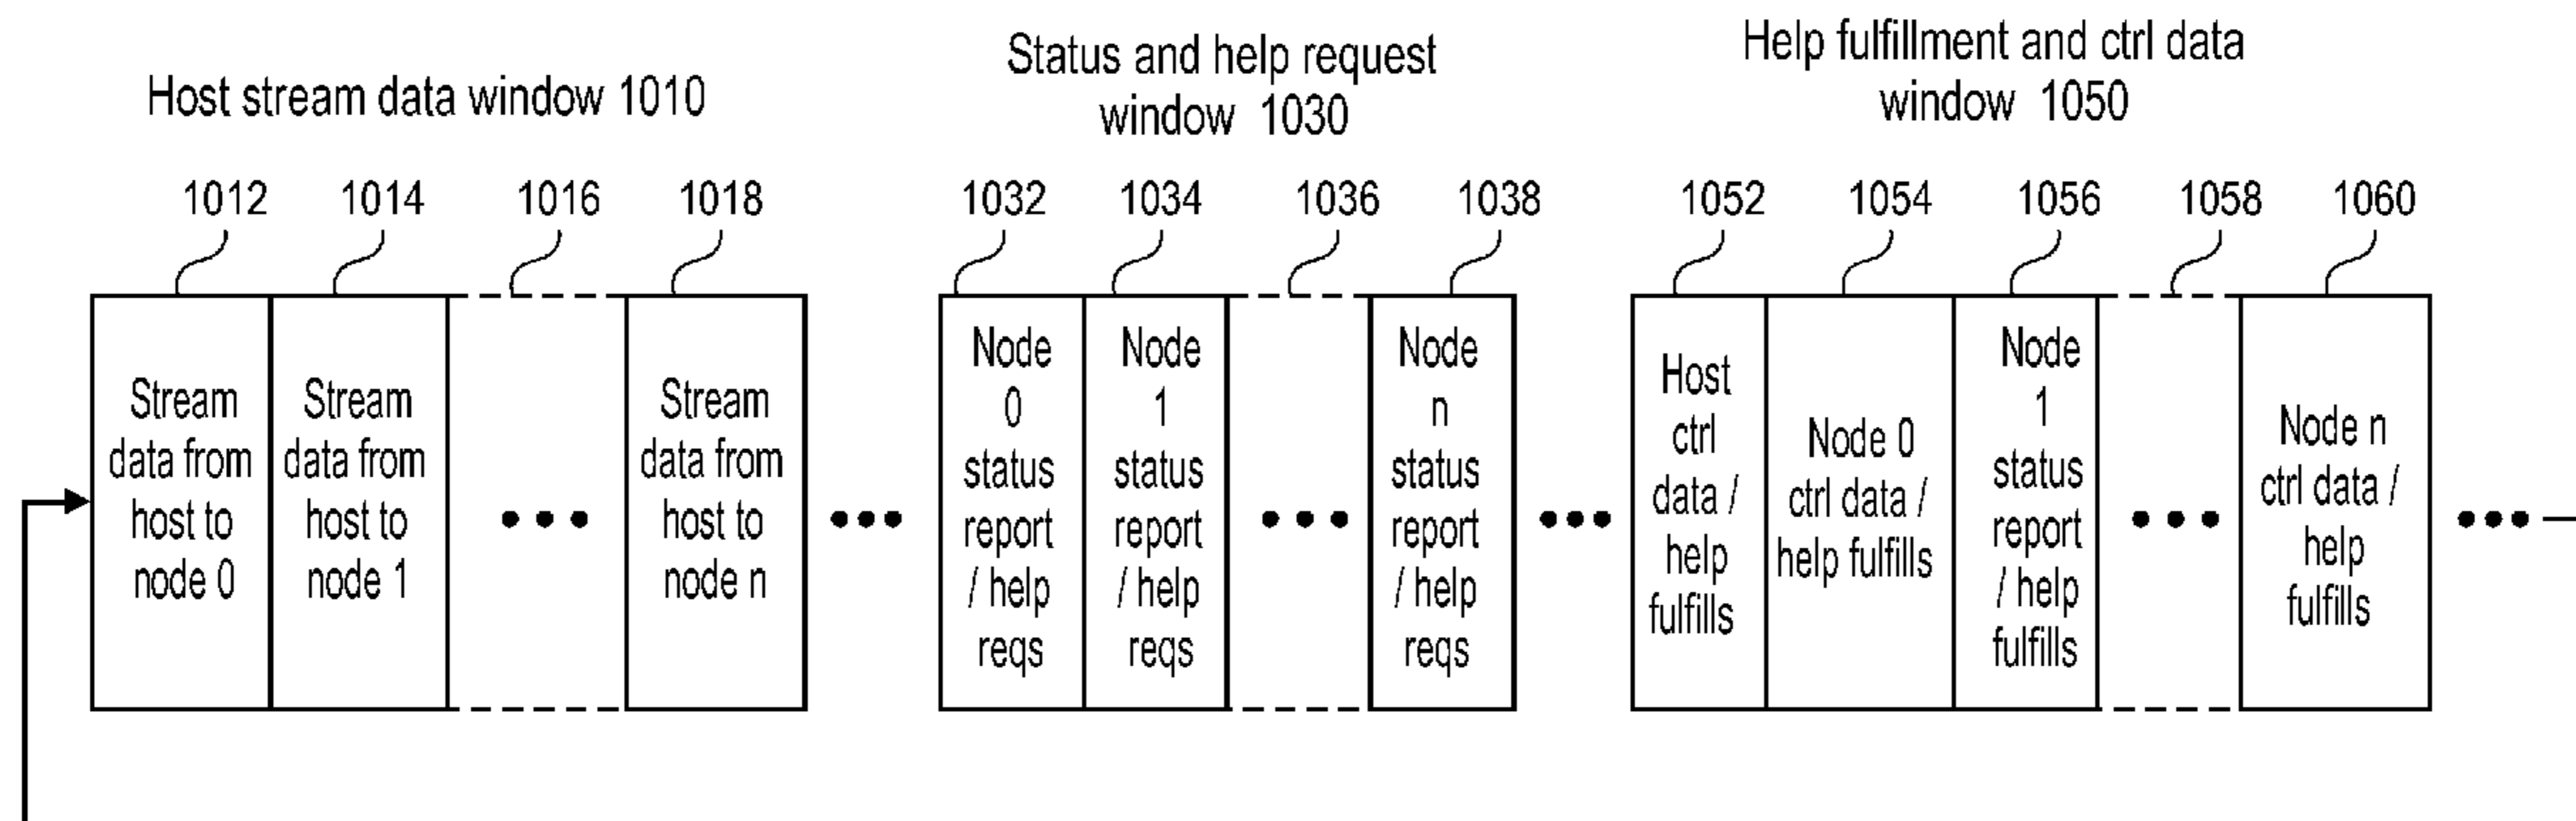 Host stream data window 1010
1012
1014
1016
1018
Stream
data from
host to
node 0
Stream
data from
host to
node 1
Stream
data from
host to
node n
Status and help request
window 1030
1032
1034
1036
1038
Node
0
status
report
/ help
reqs
Node
1
status
report
/ help
reqs
Node
n
status
report
/ help
reqs
Help fulfillment and ctrl data
window 1050
1052
1054
1056
1058
1060
Host
ctrl
data /
help
fulfills
Node 0
ctrl data /
help fulfills
Node
1
status
report
/ help
fulfills
Node n
ctrl data /
help
fulfills